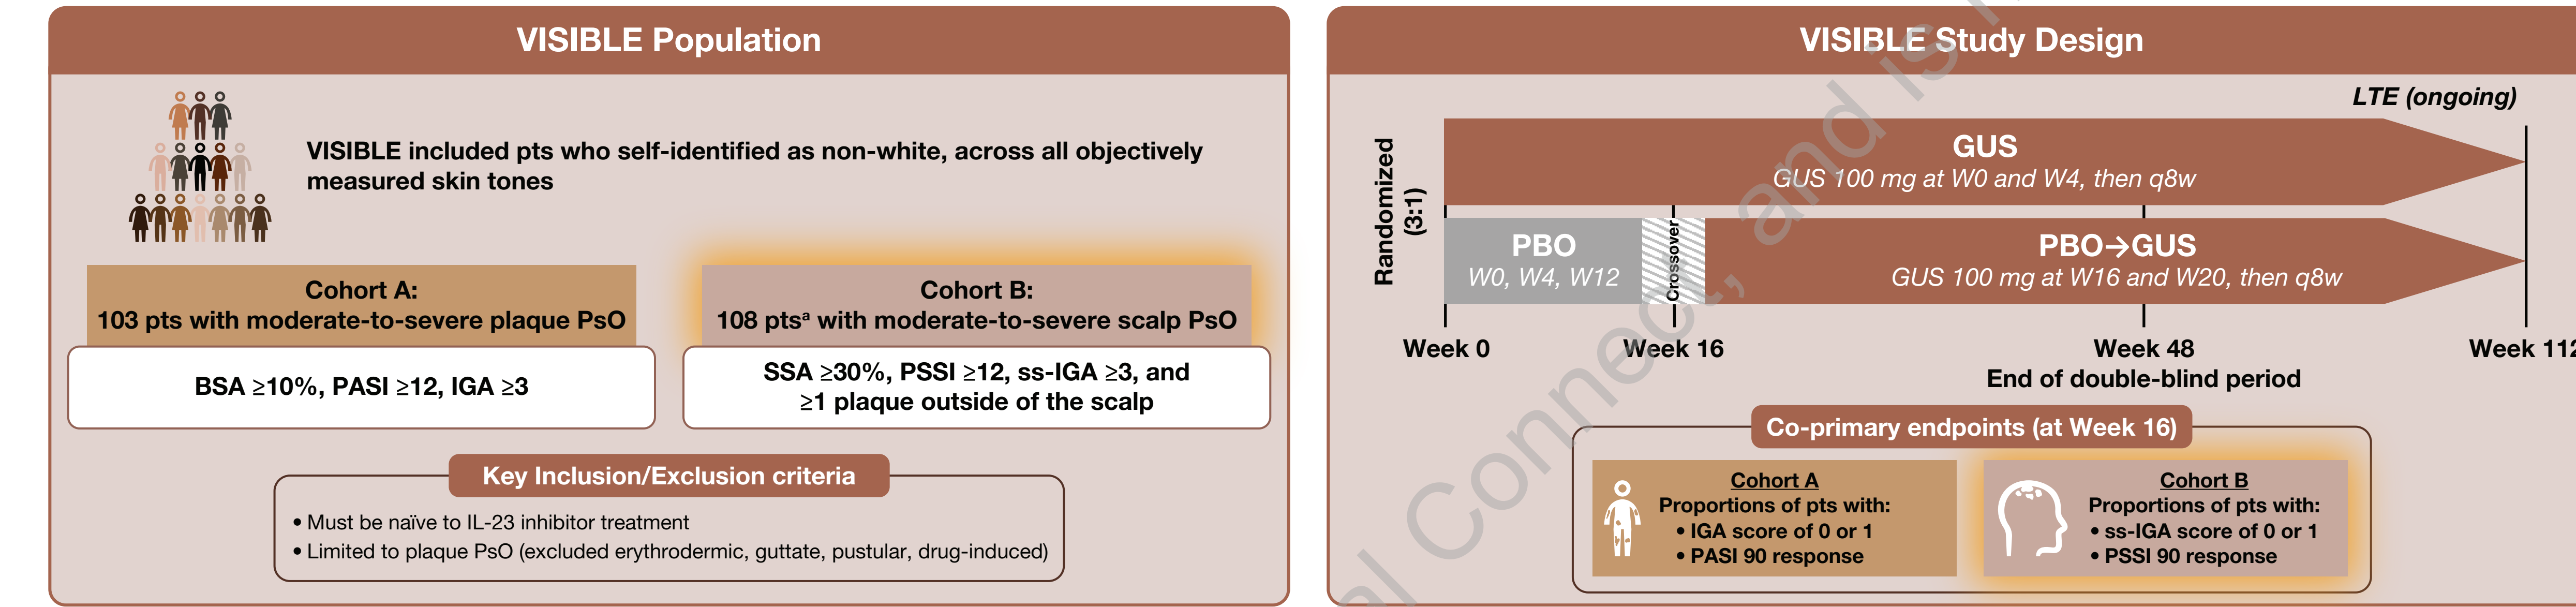 VISIBLE Population
VISIBLE included pts who self-identified as non-white, across all objectively
measured skin tones
Cohort A:
103 pts with moderate-to-severe plaque PsO
BSA ≥10%, PASI ≥12, IGA ≥3
Cohort B:
108 ptsᵃ with moderate-to-severe scalp PsO
SSA ≥30%, PSSI ≥12, ss-IGA ≥3, and
≥1 plaque outside of the scalp
Key Inclusion/Exclusion criteria
• Must be naïve to IL-23 inhibitor treatment
• Limited to plaque PsO (excluded erythrodermic, guttate, pustular, drug-induced)
VISIBLE Study Design
LTE (ongoing)
Randomized
(3:1)
GUS
GUS 100 mg at W0 and W4, then q8w
PBO
W0, W4, W12
Crossover
PBO→GUS
GUS 100 mg at W16 and W20, then q8w
Week 0
Week 16
Week 48
Week 112
End of double-blind period
Co-primary endpoints (at Week 16)
Cohort A
Proportions of pts with:
• IGA score of 0 or 1
• PASI 90 response
Cohort B
Proportions of pts with:
• ss-IGA score of 0 or 1
• PSSI 90 response
al Connect, and is